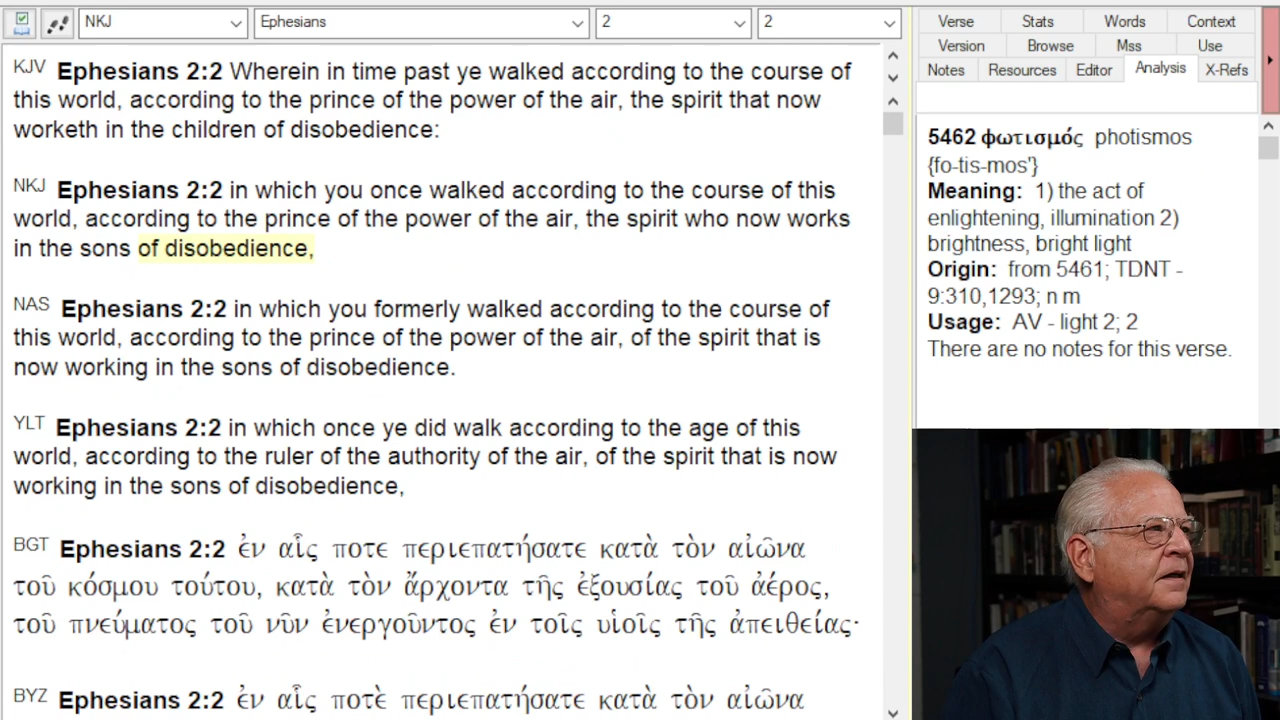 NKJ Ephesians 2 2
KJV Ephesians 2:2 Wherein in time past ye walked according to the course of
this world, according to the prince of the power of the air, the spirit that now
worketh in the children of disobedience:
NKJ Ephesians 2:2 in which you once walked according to the course of this
world, according to the prince of the power of the air, the spirit who now works
in the sons of disobedience,
NAS Ephesians 2:2 in which you formerly walked according to the course of
this world, according to the prince of the power of the air, of the spirit that is
now working in the sons of disobedience.
YLT Ephesians 2:2 in which once ye did walk according to the age of this
world, according to the ruler of the authority of the air, of the spirit that is now
working in the sons of disobedience,
BGT Ephesians 2:2 ἐν αἷς ποτε περιεπατήσατε κατὰ τὸν αἰῶνα
τοῦ κόσμου τούτου, κατὰ τὸν ἄρχοντα τῆς ἐξουσίας τοῦ ἀέρος,
τοῦ πνεύματος τοῦ νῦν ἐνεργοῦντος ἐν τοῖς υἱοῖς τῆς ἀπειθείας·
BYZ Ephesians 2:2 ἐν αἷς ποτὲ περιεπατήσατε κατὰ τὸν αἰῶνα
Verse Stats Words Context
Version Browse Mss Use
Notes Resources Editor Analysis X-Refs
5462 φωτισμός photismos
{fo-tis-mos'}
Meaning: 1) the act of
enlightening, illumination 2)
brightness, bright light
Origin: from 5461; TDNT -
9:310,1293; n m
Usage: AV - light 2; 2
There are no notes for this verse.